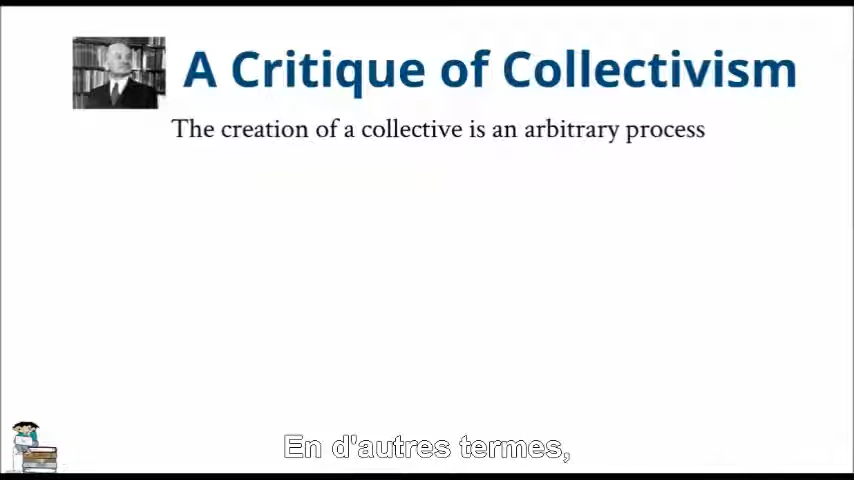 A Critique of Collectivism
The creation of a collective is an arbitrary process
En d'autres termes,